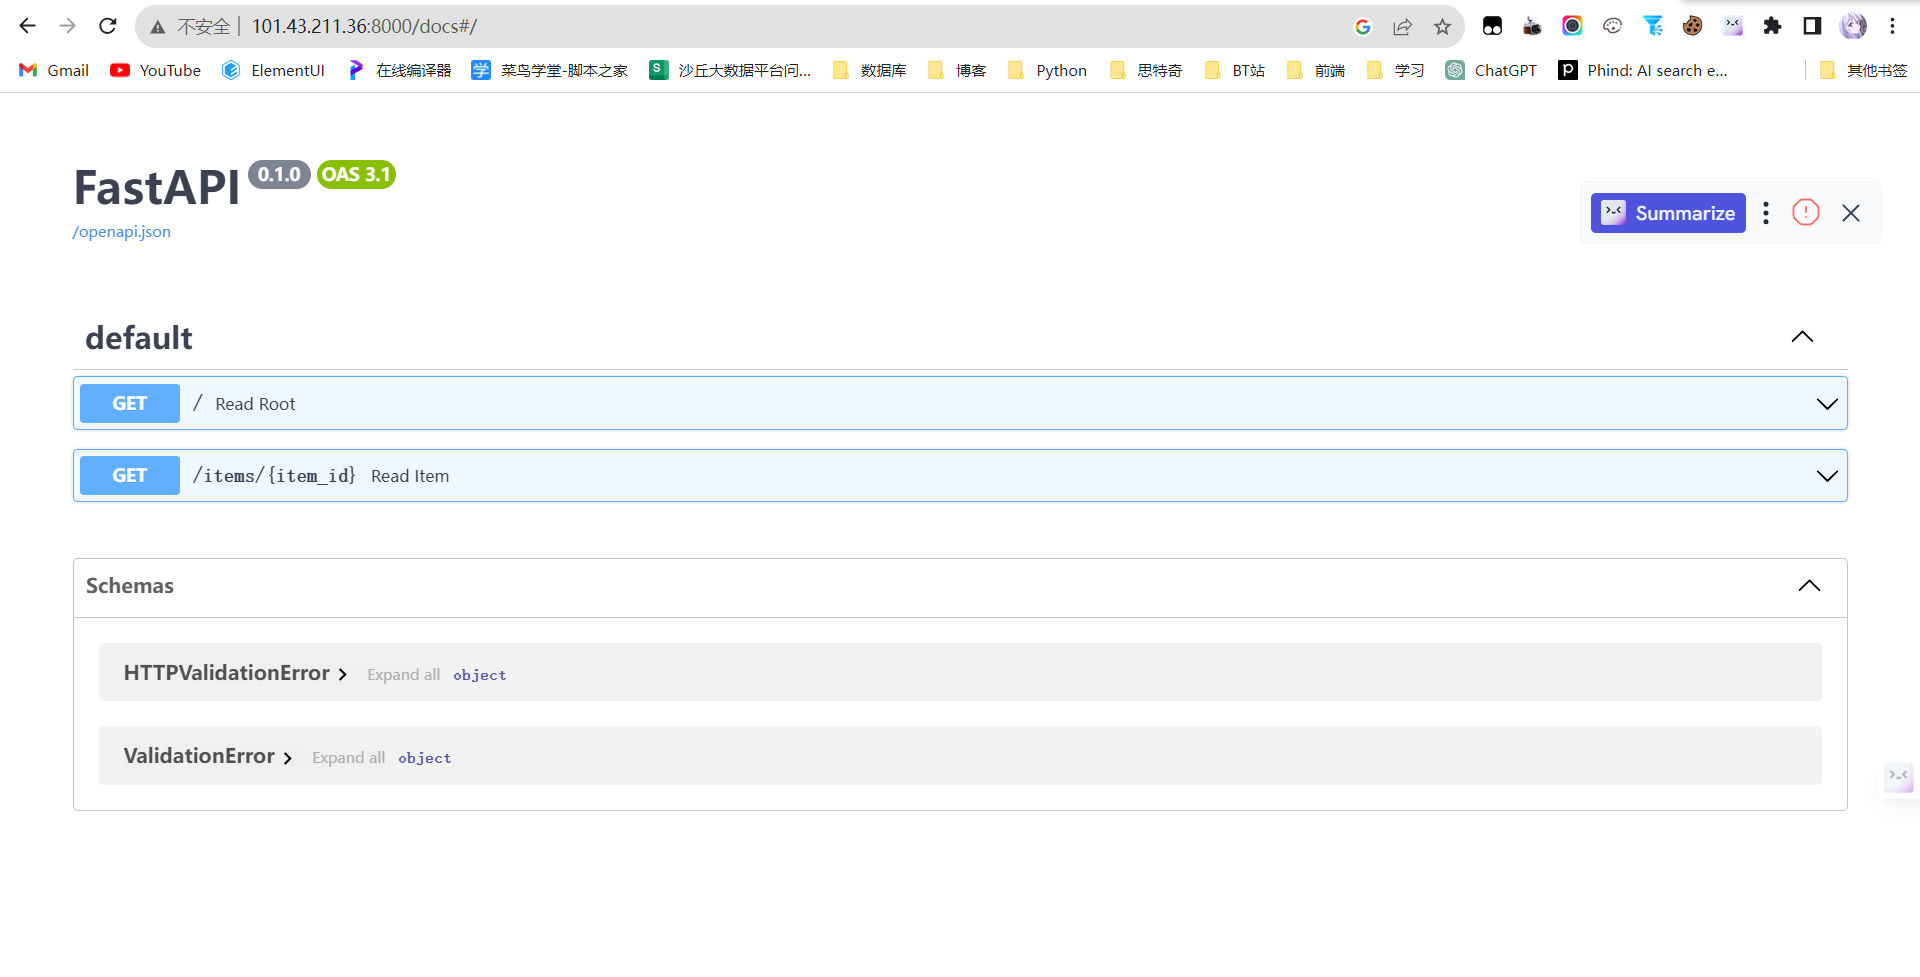 不安全 101.43.211.36:8000/docs#/
Gmail YouTube ElementUI 在线编译器 菜鸟学堂-脚本之家 沙丘大数据平台问... 数据库 博客 Python 思特奇 BT站 前端 学习 ChatGPT Phind: AI search e... 其他书签
FastAPI 0.1.0 OAS 3.1
/openapi.json
Summarize
default
GET / Read Root
GET /items/{item_id} Read Item
Schemas
HTTPValidationError Expand all object
ValidationError Expand all object